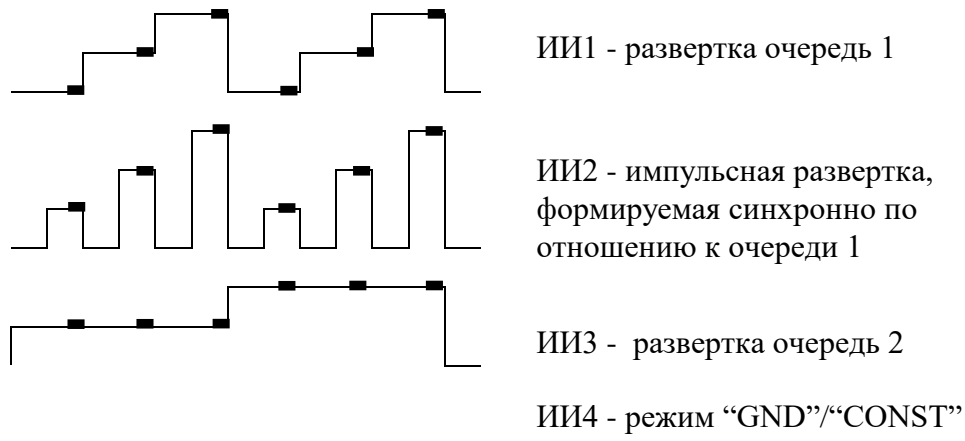 ИИ1 - развертка очередь 1
ИИ2 - импульсная развертка,
формируемая синхронно по
отношению к очереди 1
ИИ3 - развертка очередь 2
ИИ4 - режим “GND”/“CONST”